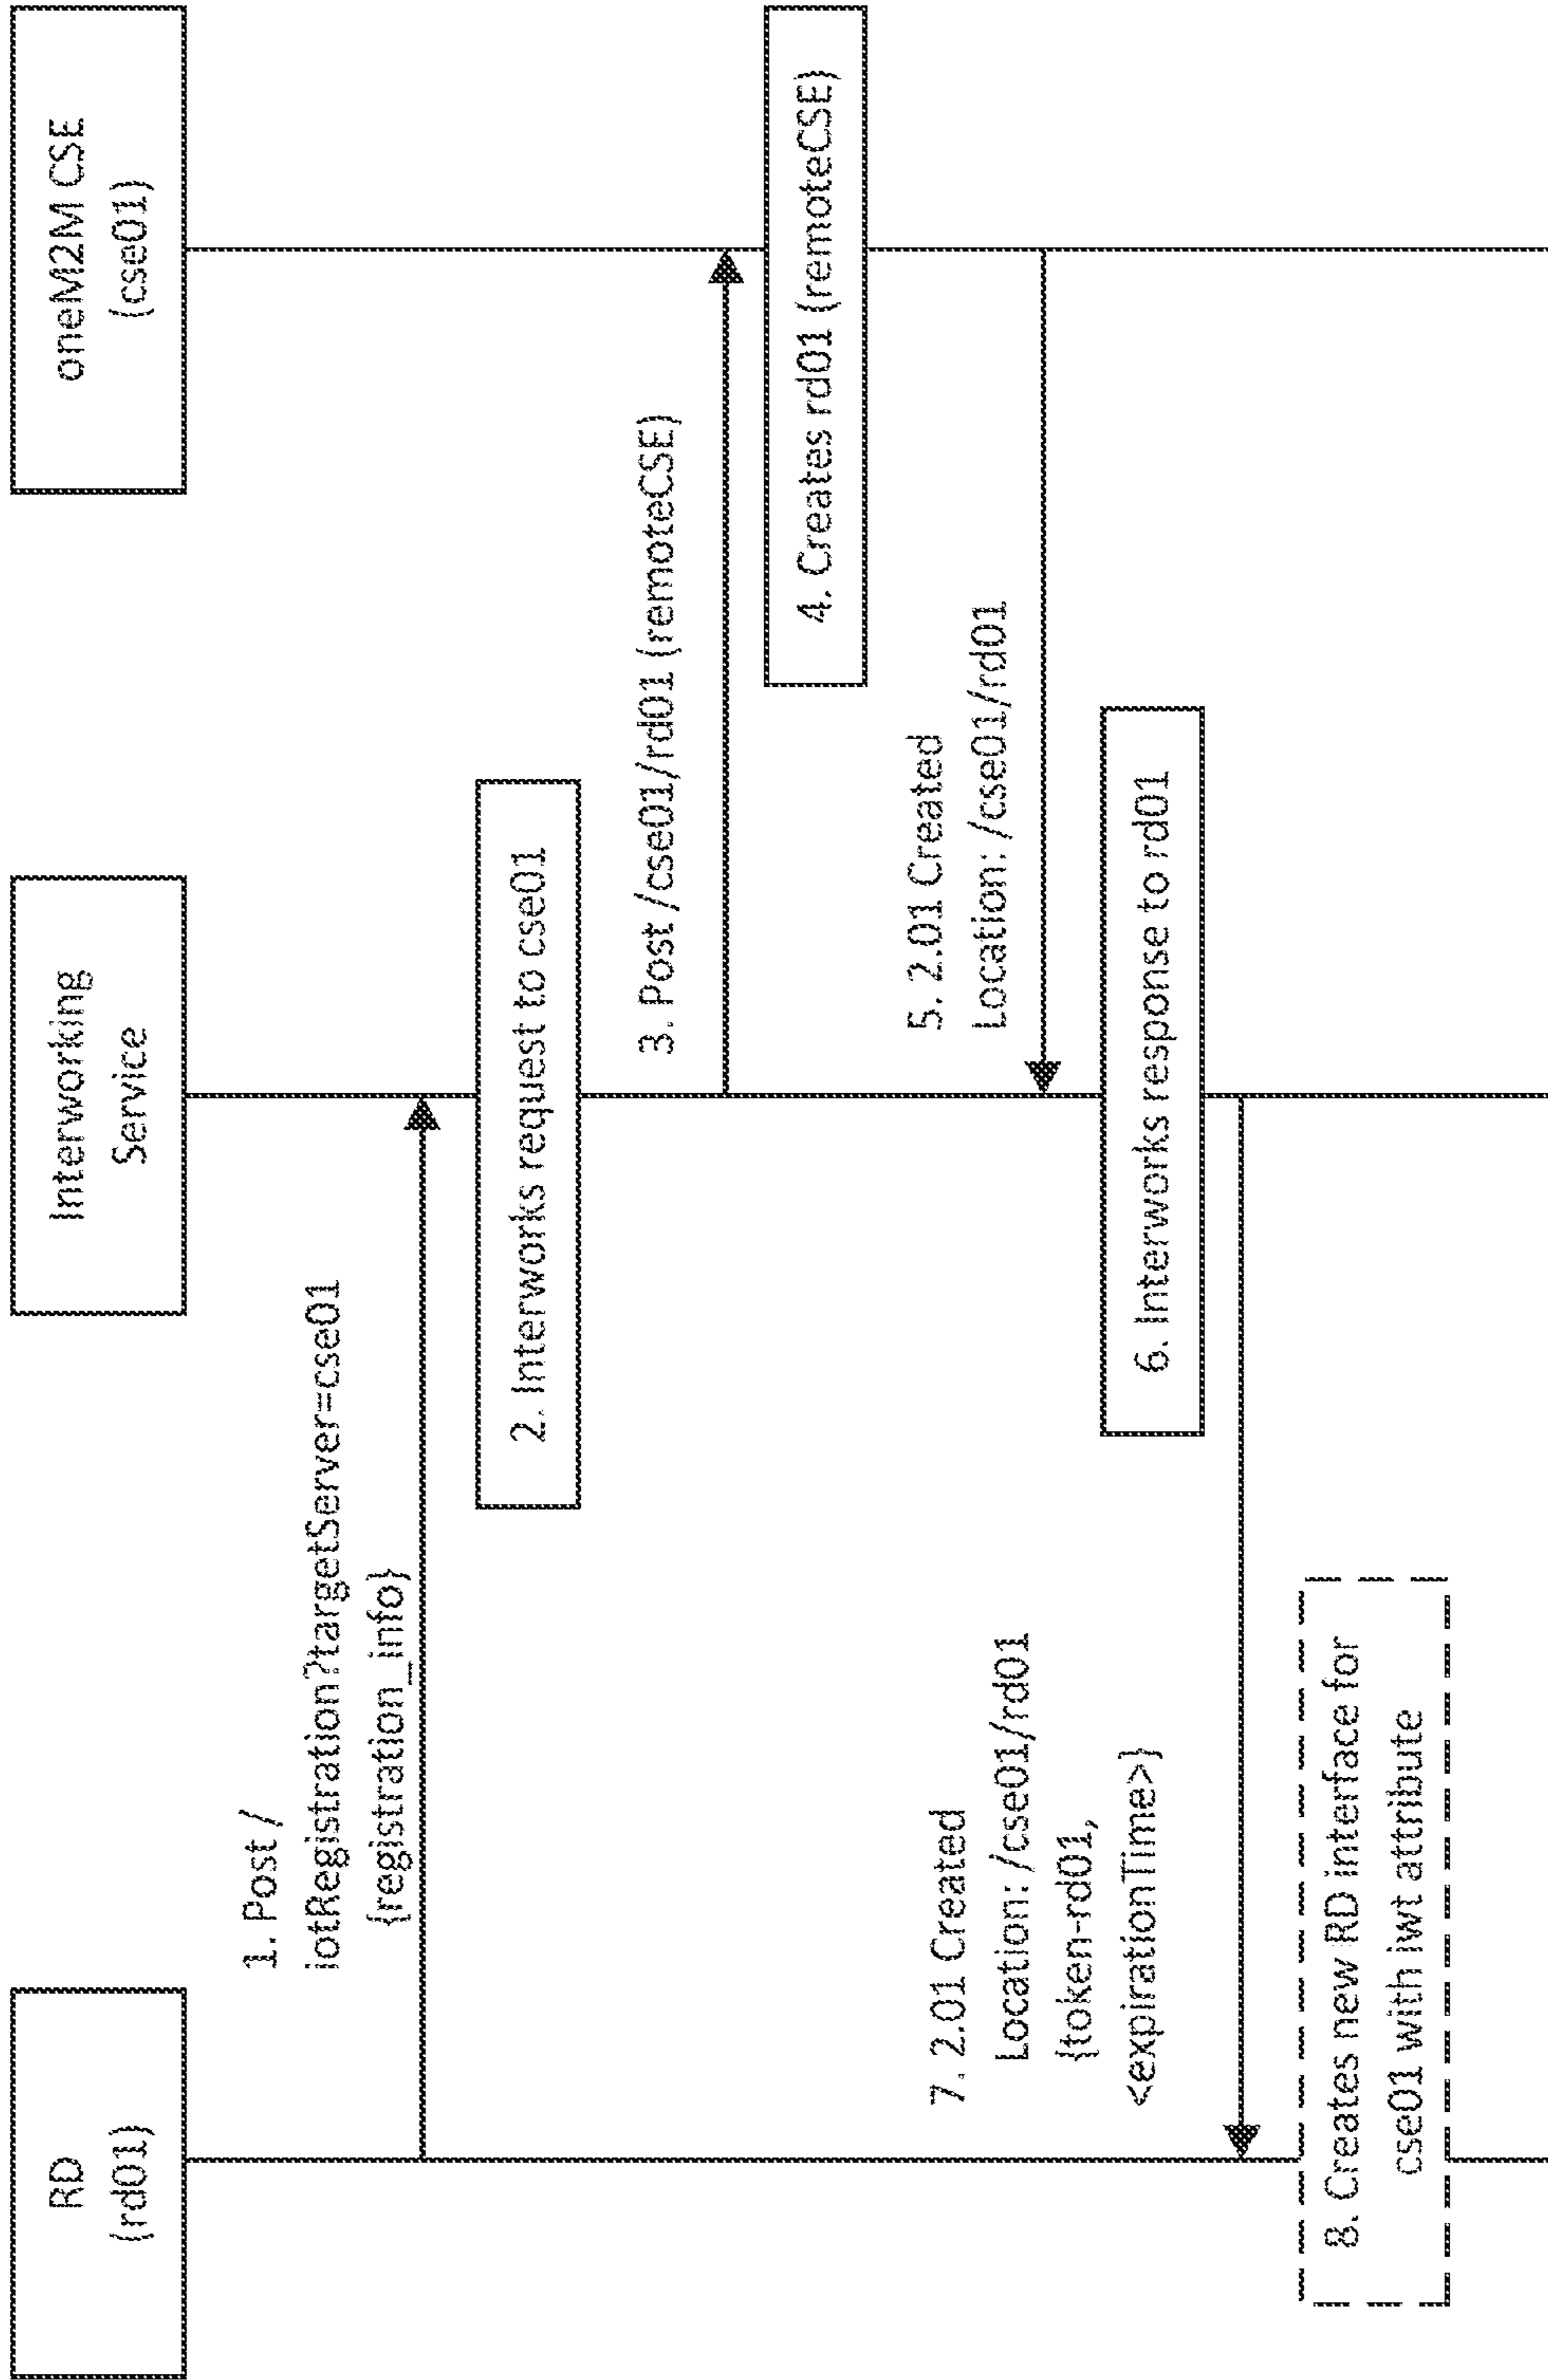 RD
(rd01)
Interworking
Service
oneM2M CSE
(cse01)
1. Post /
iotRegistration?targetServer=cse01
{registration_info}
2. Interworks request to cse01
3. Post /cse01/rd01 (remoteCSE)
4. Creates rd01 (remoteCSE)
5. 2.01 Created
Location: /cse01/rd01
6. Interworks response to rd01
7. 2.01 Created
Location: /cse01/rd01
{token-rd01,
<expirationTime>}
8. Creates new RD interface for
cse01 with iwt attribute